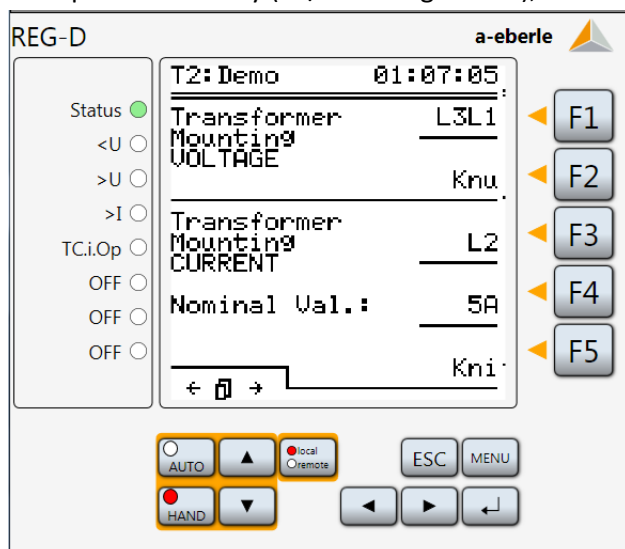 REG-D
a-eberle
T2:Demo 01:07:05
Status
<U
>U
>I
TC.i.Op
OFF
OFF
OFF
Transformer L3L1
Mounting
VOLTAGE
Knu
Transformer
Mounting L2
CURRENT
Nominal Val.: 5A
Kni
← →
F1
F2
F3
F4
F5
AUTO
local
remote
ESC
MENU
HAND